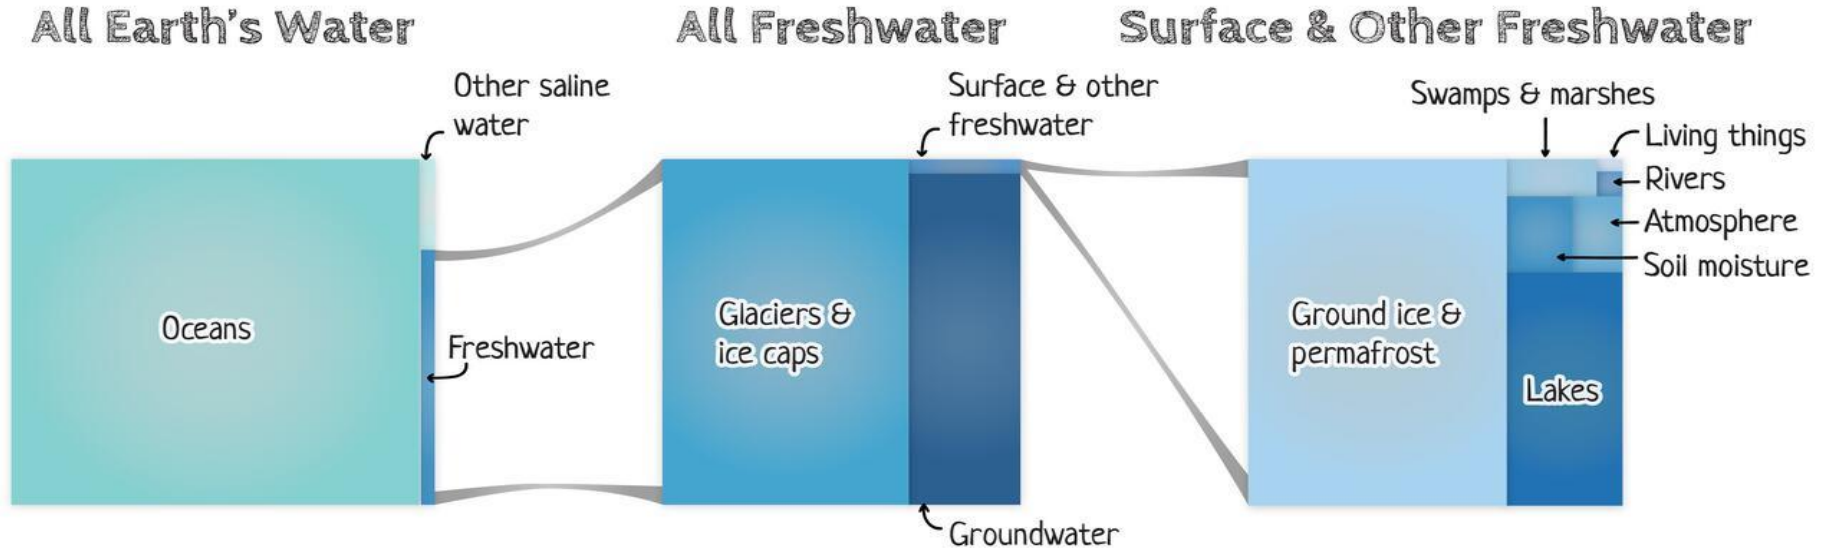 All Earth's Water
Other saline
water
Oceans
Freshwater
All Freshwater
Surface & other
freshwater
Glaciers &
ice caps
Groundwater
Surface & Other Freshwater
Swamps & marshes
Living things
Rivers
Atmosphere
Soil moisture
Ground ice &
permafrost
Lakes